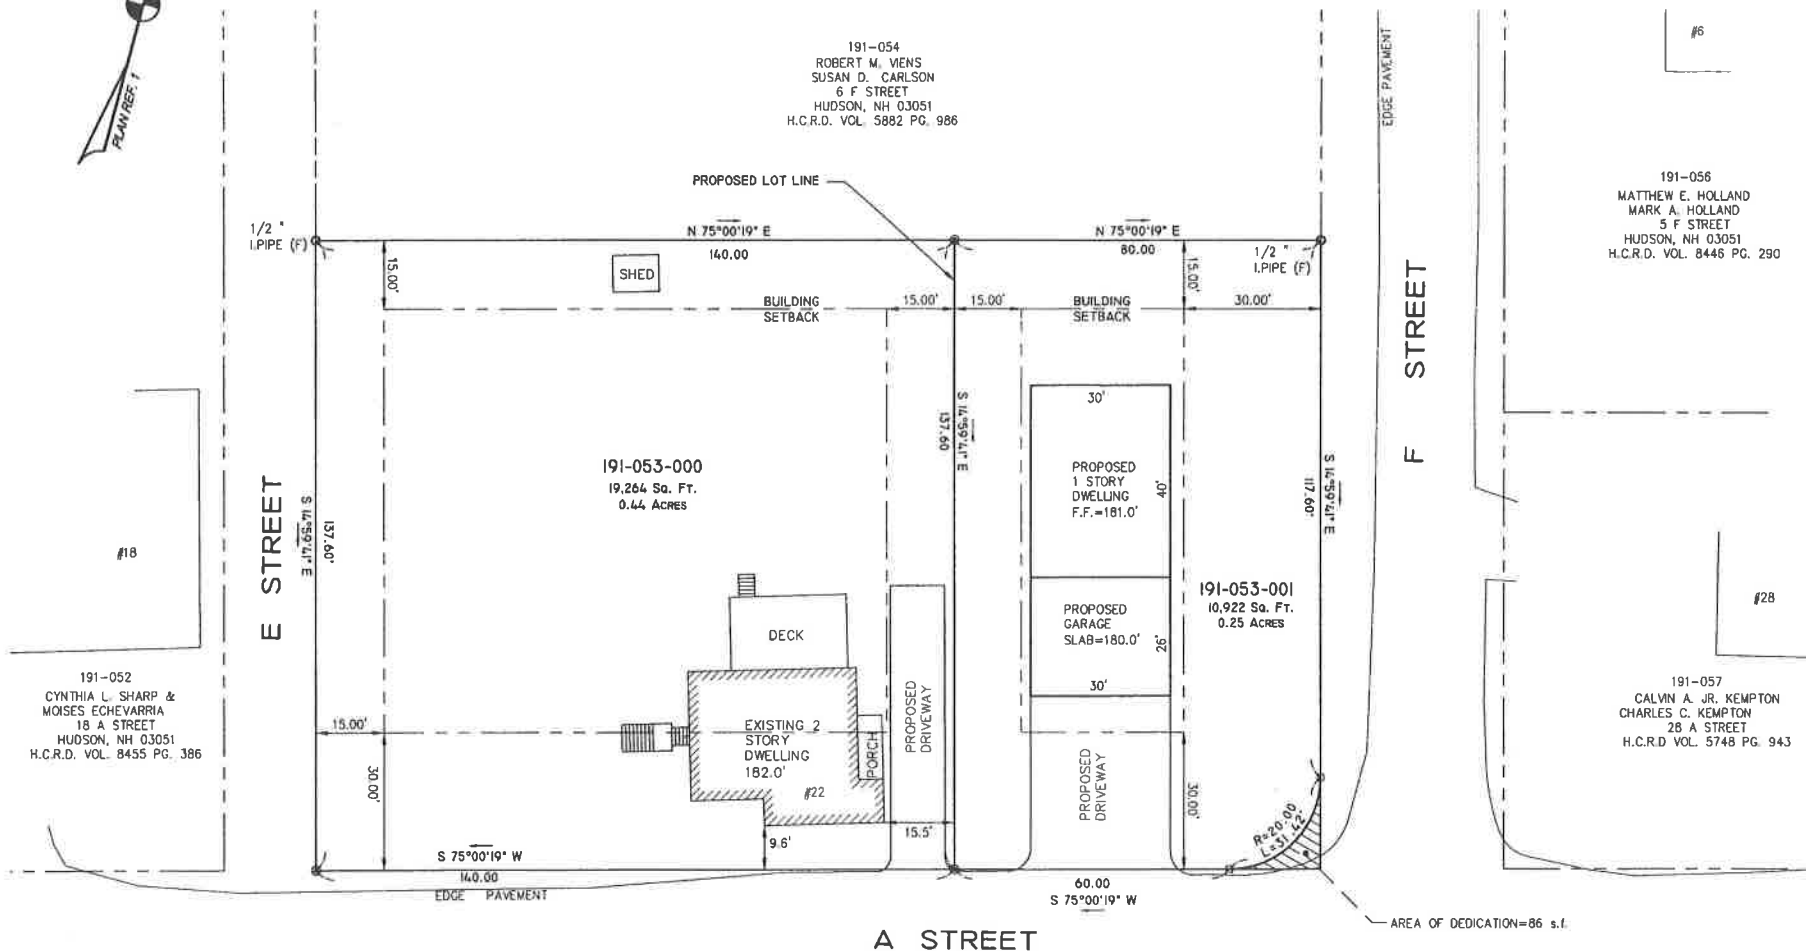 PLAN REF. 1
191-054
ROBERT M. VIENS
SUSAN D. CARLSON
6 F STREET
HUDSON, NH 03051
H.C.R.D. VOL. 5882 PG. 986
EDGE PAVEMENT
#6
191-056
MATTHEW E. HOLLAND
MARK A. HOLLAND
5 F STREET
HUDSON, NH 03051
H.C.R.D. VOL. 8446 PG. 290
PROPOSED LOT LINE
1/2 "
I.PIPE (F)
N 75°00'19" E
140.00
N 75°00'19" E
80.00
1/2 "
I.PIPE (F)
15.00'
SHED
BUILDING
SETBACK
15.00'
15.00'
BUILDING
SETBACK
15.00'
30.00'
F STREET
S 14°59'41" E
137.60
30'
PROPOSED
1 STORY
DWELLING
F.F.=181.0'
40'
S 14°59'41" E
117.60'
191-053-000
19,264 Sq. Ft.
0.44 Acres
E STREET
S 14°59'41" E
137.60'
#18
191-053-001
10,922 Sq. Ft.
0.25 Acres
PROPOSED
GARAGE
SLAB=180.0'
26'
30'
#28
DECK
191-052
CYNTHIA L. SHARP &
MOISES ECHEVARRIA
18 A STREET
HUDSON, NH 03051
H.C.R.D. VOL. 8455 PG. 386
15.00'
30.00'
EXISTING 2
STORY
DWELLING
182.0'
#22
PORCH
PROPOSED
DRIVEWAY
PROPOSED
DRIVEWAY
30.00'
191-057
CALVIN A. JR. KEMPTON
CHARLES C. KEMPTON
28 A STREET
H.C.R.D VOL. 5748 PG. 943
9.6'
15.5'
R=20.00
L=31.42'
S 75°00'19" W
140.00
EDGE PAVEMENT
60.00
S 75°00'19" W
AREA OF DEDICATION=86 s.f.
A STREET